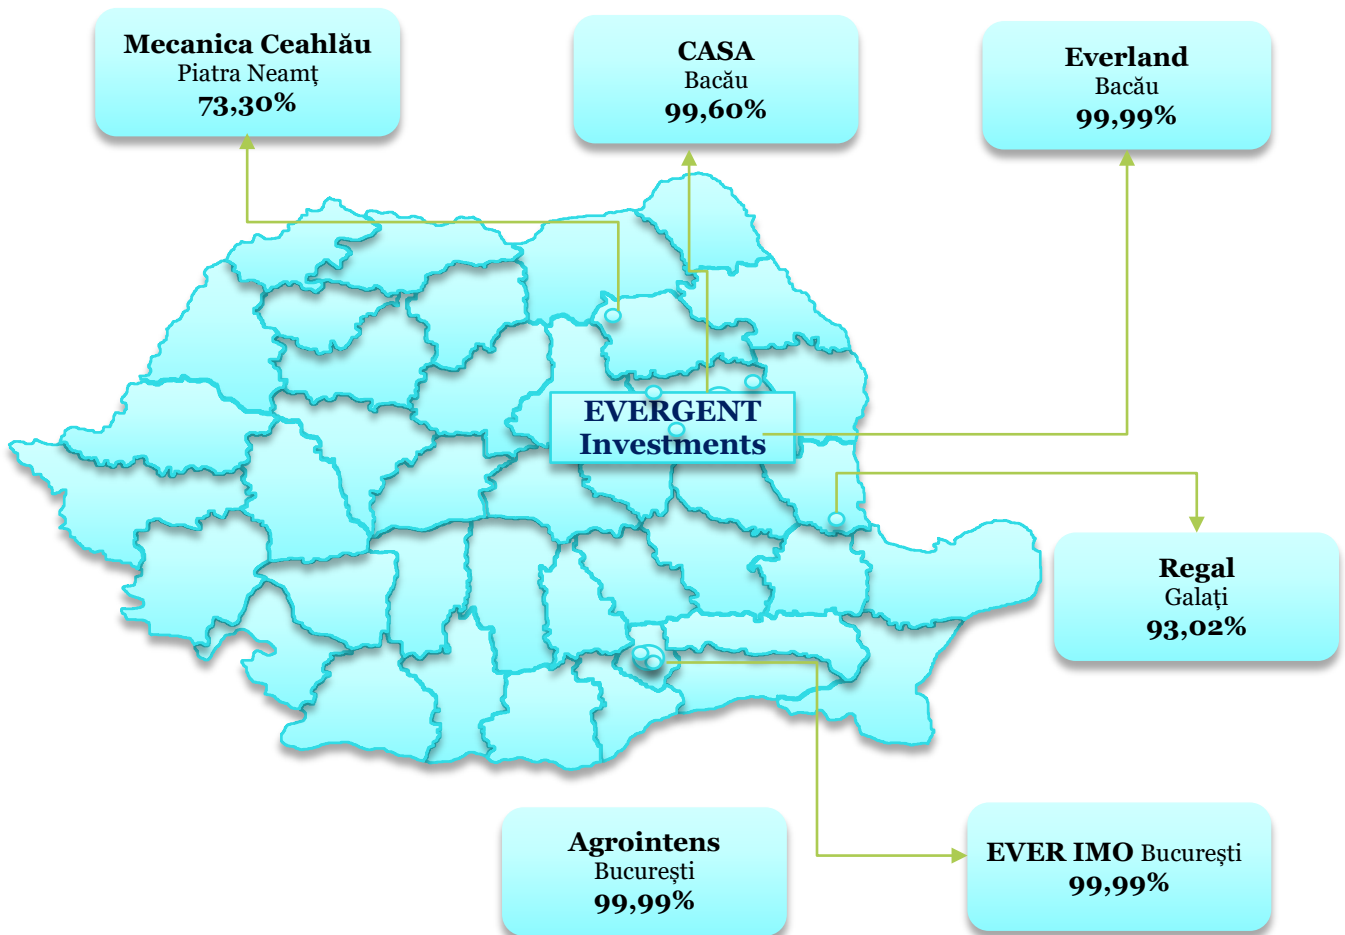 Mecanica Ceahlău
Piatra Neamț
73,30%
CASA
Bacău
99,60%
Everland
Bacău
99,99%
EVERGENT
Investments
Regal
Galați
93,02%
Agrointens
București
99,99%
EVER IMO București
99,99%